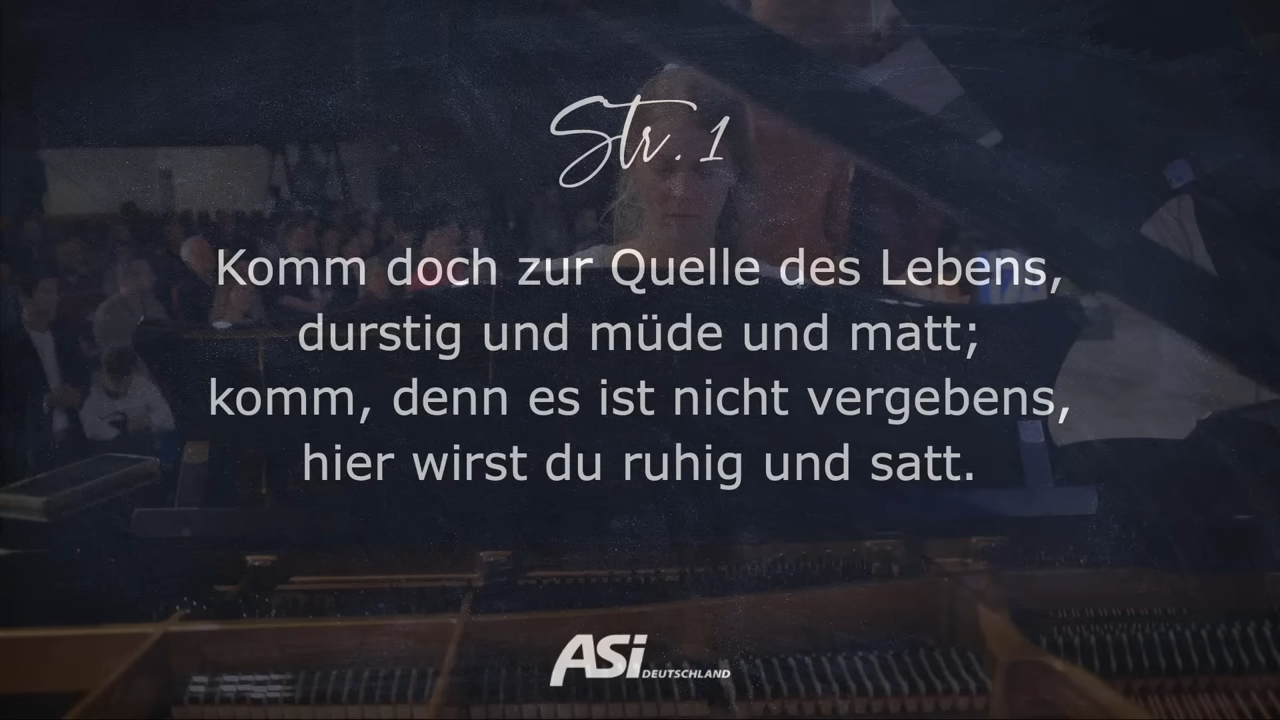 Str. 1
Komm doch zur Quelle des Lebens,
durstig und müde und matt;
komm, denn es ist nicht vergebens,
hier wirst du ruhig und satt.
ASi DEUTSCHLAND